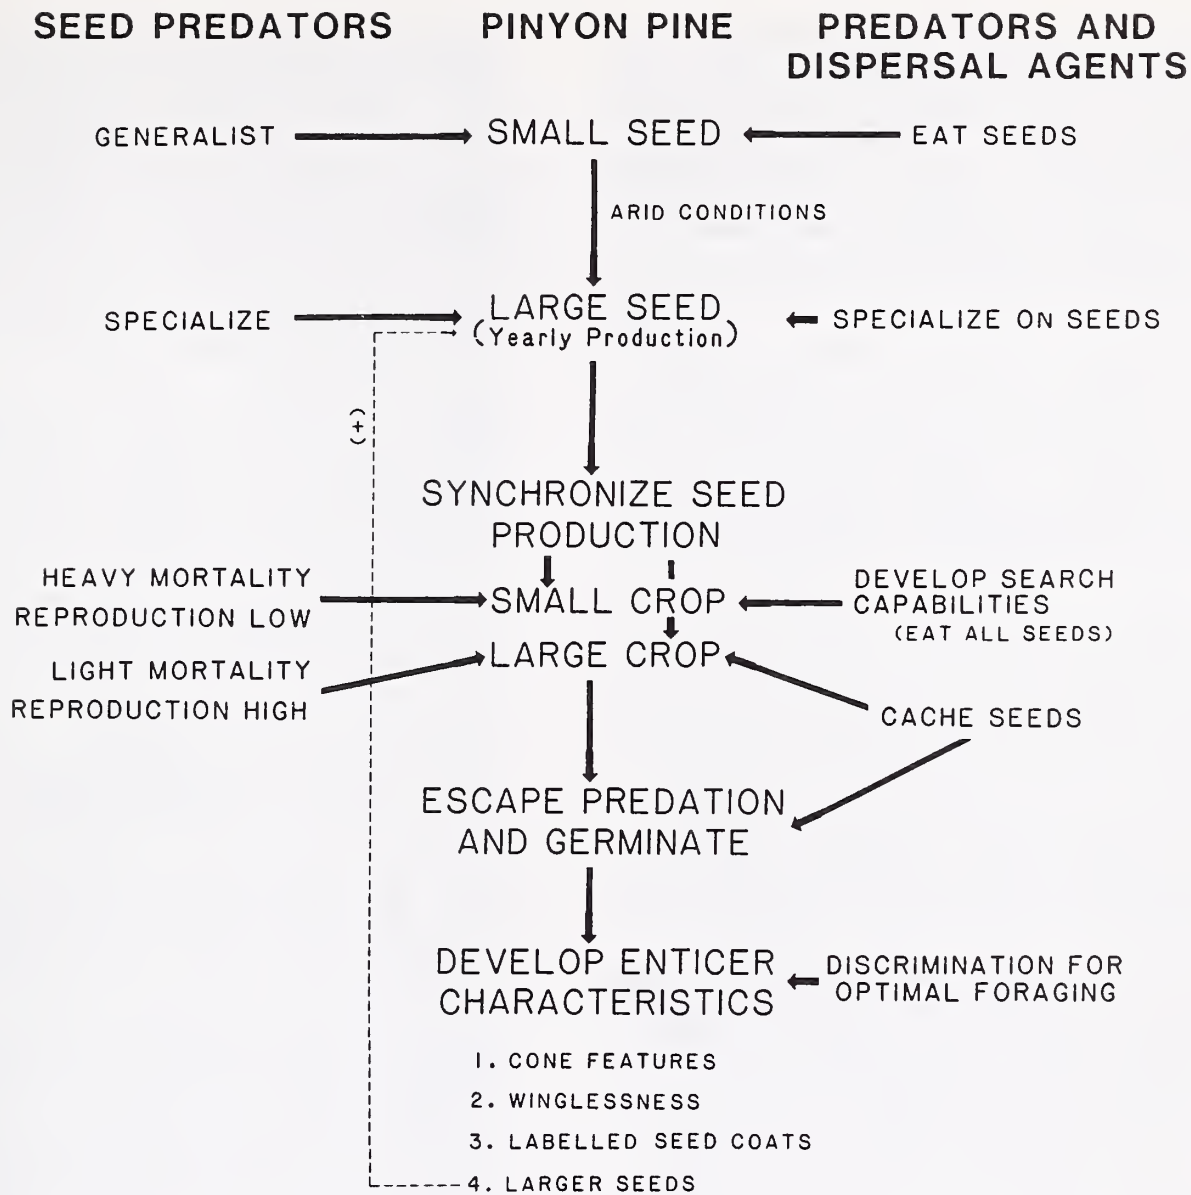 SEED PREDATORS
PINYON PINE
PREDATORS AND
DISPERSAL AGENTS
GENERALIST
SMALL SEED
EAT SEEDS
ARID CONDITIONS
SPECIALIZE
LARGE SEED
(Yearly Production)
SPECIALIZE ON SEEDS
(+)
SYNCHRONIZE SEED
PRODUCTION
HEAVY MORTALITY
REPRODUCTION LOW
SMALL CROP
DEVELOP SEARCH
CAPABILITIES
(EAT ALL SEEDS)
LIGHT MORTALITY
REPRODUCTION HIGH
LARGE CROP
CACHE SEEDS
ESCAPE PREDATION
AND GERMINATE
DEVELOP ENTICER
CHARACTERISTICS
DISCRIMINATION FOR
OPTIMAL FORAGING
1. CONE FEATURES
2. WINGLESSNESS
3. LABELLED SEED COATS
4. LARGER SEEDS